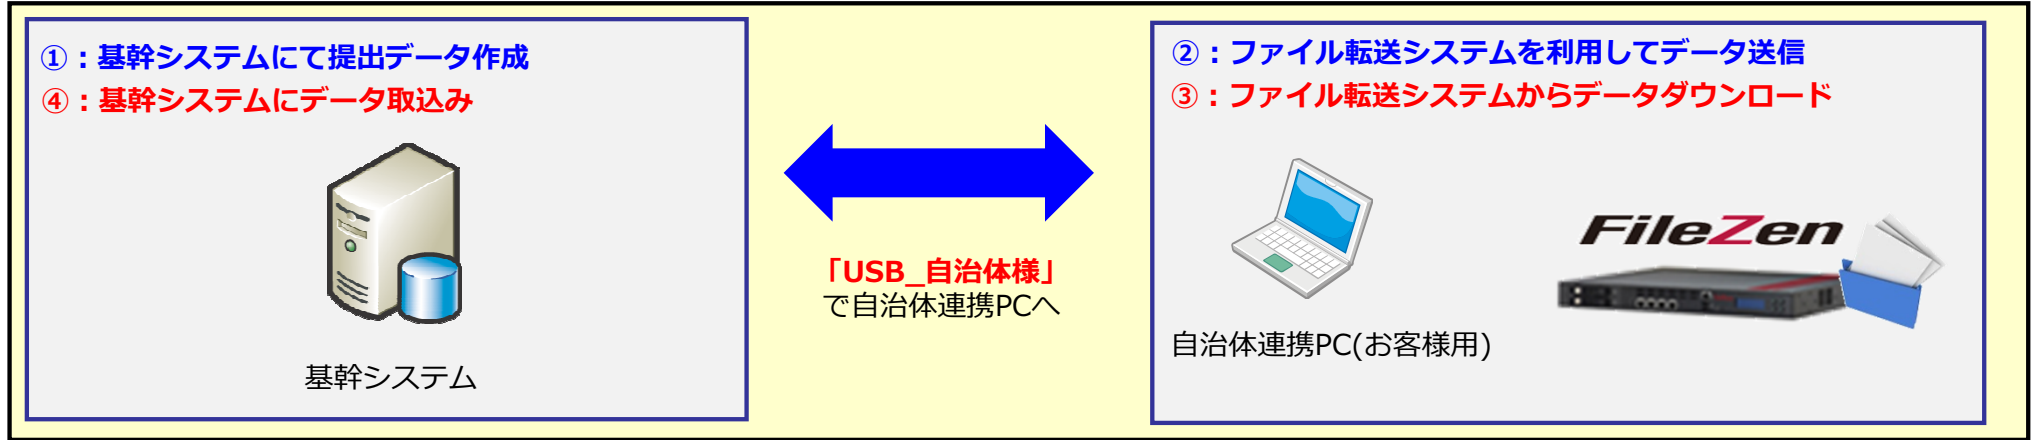 ①：基幹システムにて提出データ作成
④：基幹システムにデータ取込み
基幹システム
「USB_自治体様」
で自治体連携PCへ
②：ファイル転送システムを利用してデータ送信
③：ファイル転送システムからデータダウンロード
FileZen
自治体連携PC(お客様用)